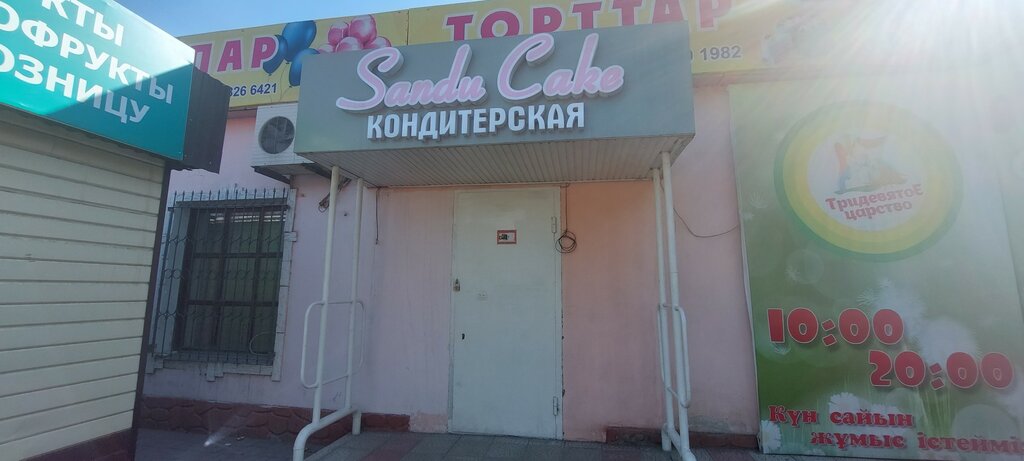 КТЫ
ОФРУКТЫ
ОЗНИЦУ
ЛАР
ТОРТТАР
826 6421
1982
Sandu Cake
КОНДИТЕРСКАЯ
Тридевятое
царство
10:00
20:00
Күн сайын
жұмыс істейміз